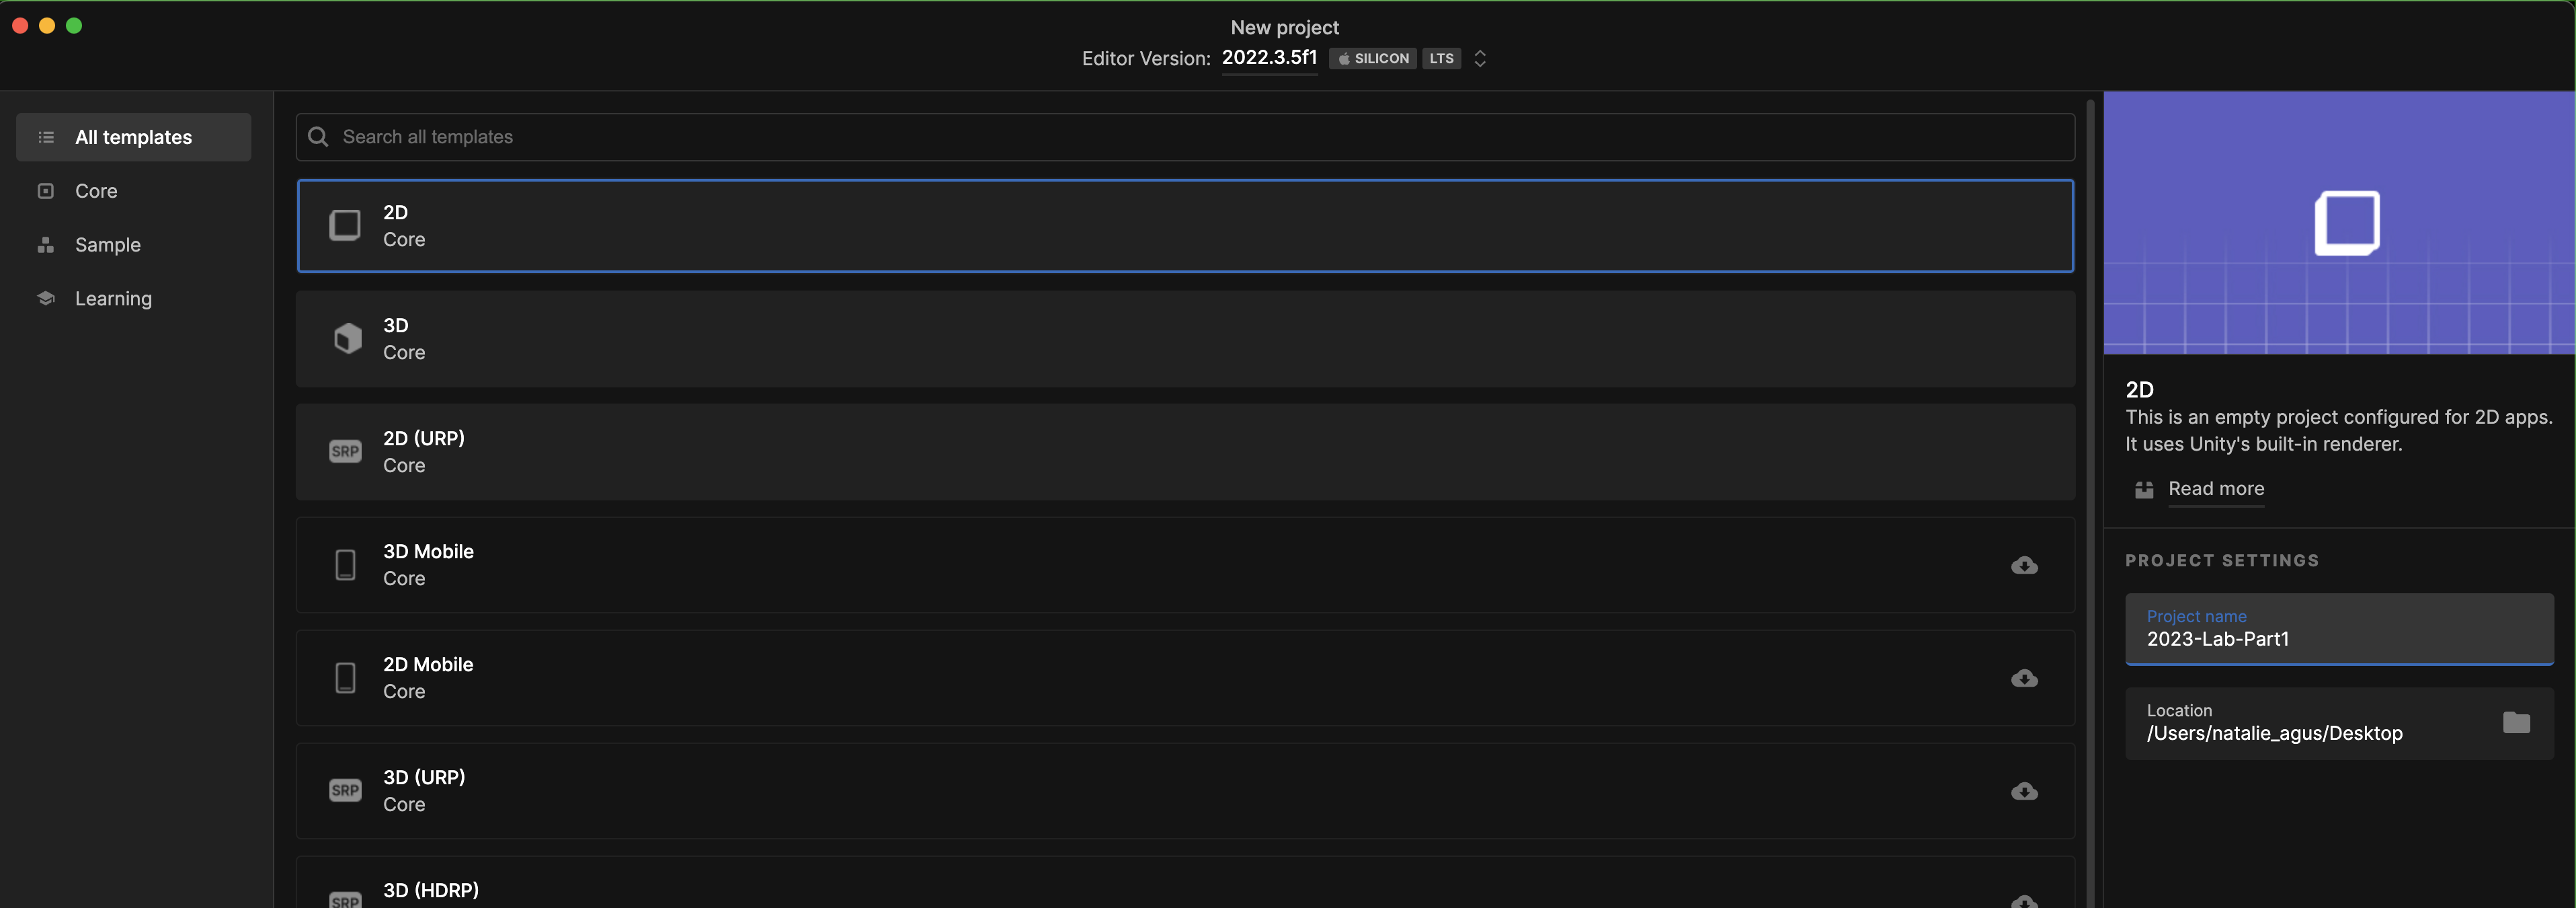 New project
Editor Version: 2022.3.5f1 SILICON LTS
All templates
Core
Sample
Learning
Search all templates
2D
Core
3D
Core
SRP
2D (URP)
Core
3D Mobile
Core
2D Mobile
Core
SRP
3D (URP)
Core
SRP
3D (HDRP)
2D
This is an empty project configured for 2D apps.
It uses Unity's built-in renderer.
Read more
PROJECT SETTINGS
Project name
2023-Lab-Part1
Location
/Users/natalie_agus/Desktop